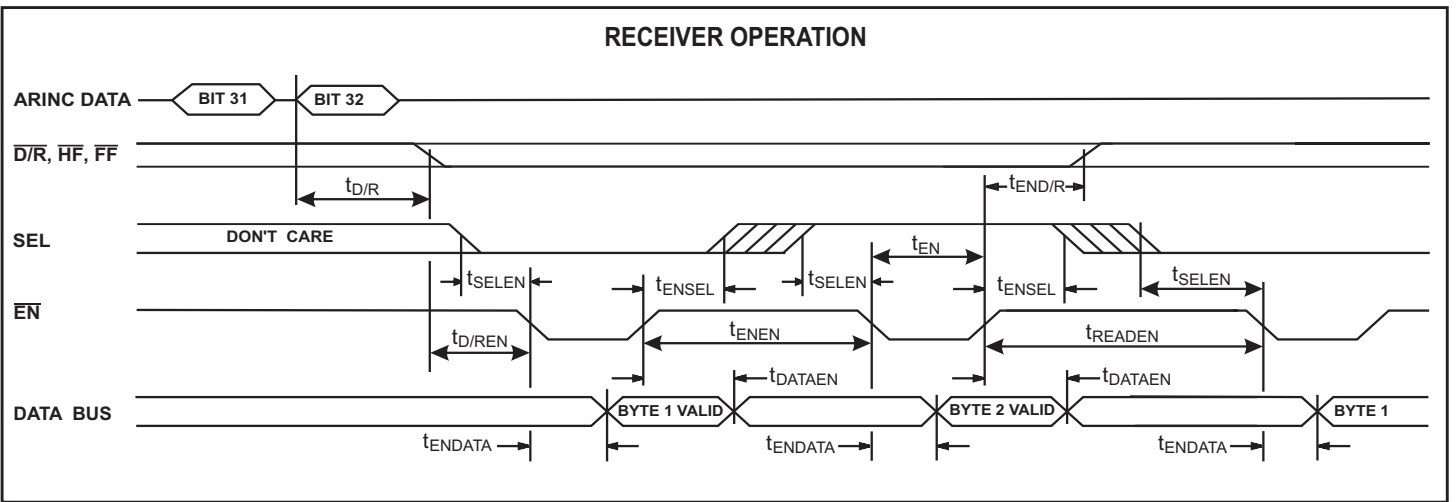 RECEIVER OPERATION
ARINC DATA BIT 31 BIT 32
D/R, HF, FF
tD/R tEND/R
SEL DON'T CARE tEN
tSELEN tENSEL tSELEN tENSEL tSELEN
EN
tD/REN tENEN tREADEN
tDATAEN tDATAEN
DATA BUS BYTE 1 VALID BYTE 2 VALID BYTE 1
tENDATA tENDATA tENDATA